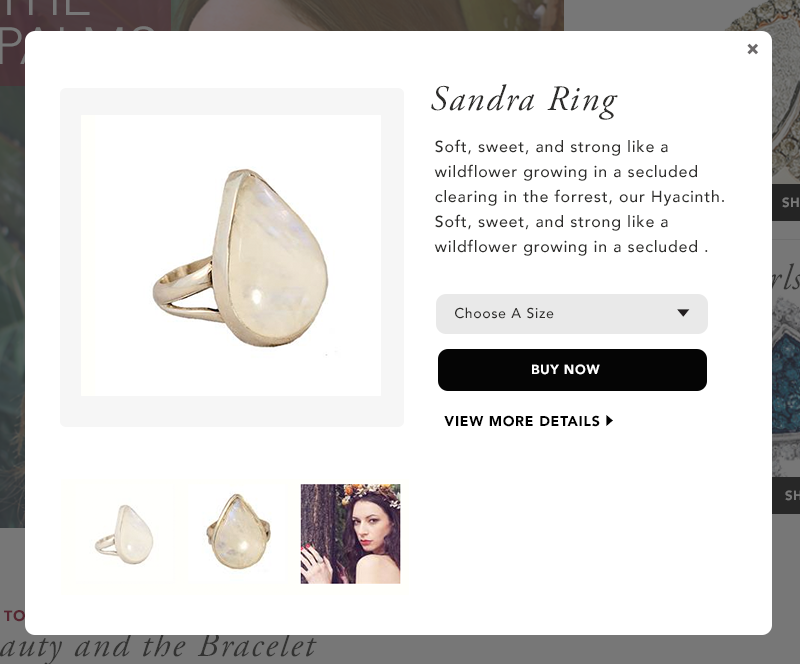 THE
PALMS
×
Sandra Ring
Soft, sweet, and strong like a
wildflower growing in a secluded
clearing in the forrest, our Hyacinth.
Soft, sweet, and strong like a
wildflower growing in a secluded .
Choose A Size
BUY NOW
VIEW MORE DETAILS
SH
rls
SH
TO
auty and the Bracelet